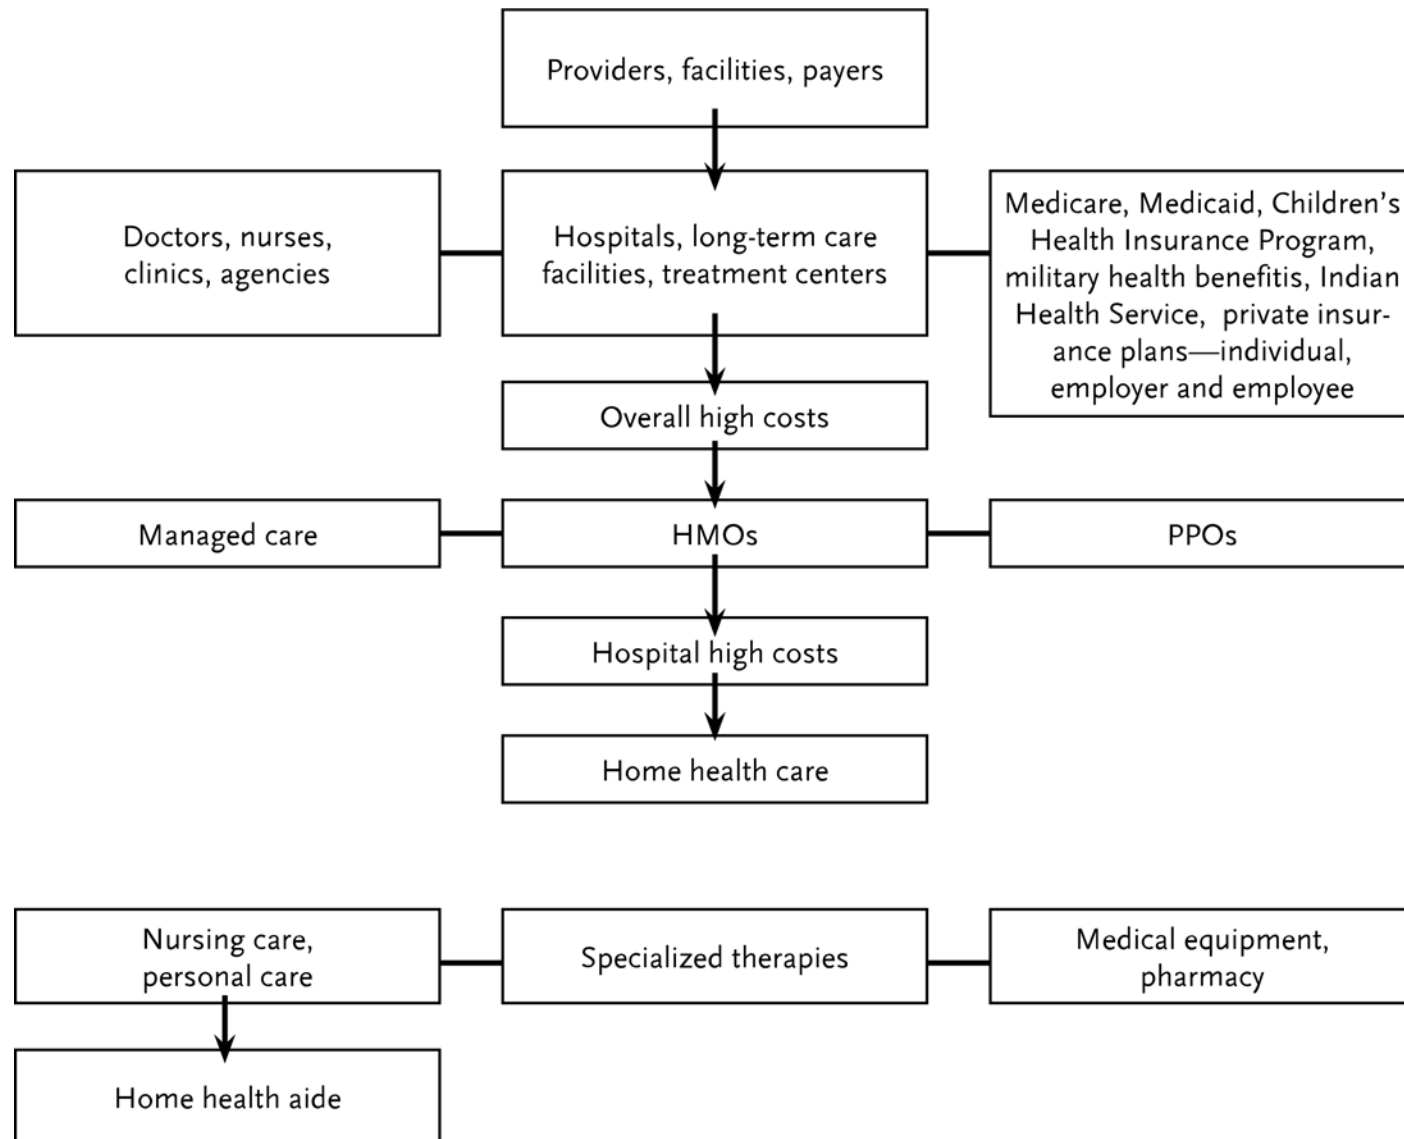 Providers, facilities, payers
Doctors, nurses,
clinics, agencies
Hospitals, long-term care
facilities, treatment centers
Medicare, Medicaid, Children’s
Health Insurance Program,
military health benefitis, Indian
Health Service, private insur-
ance plans—individual,
employer and employee
Overall high costs
Managed care
HMOs
PPOs
Hospital high costs
Home health care
Nursing care,
personal care
Specialized therapies
Medical equipment,
pharmacy
Home health aide